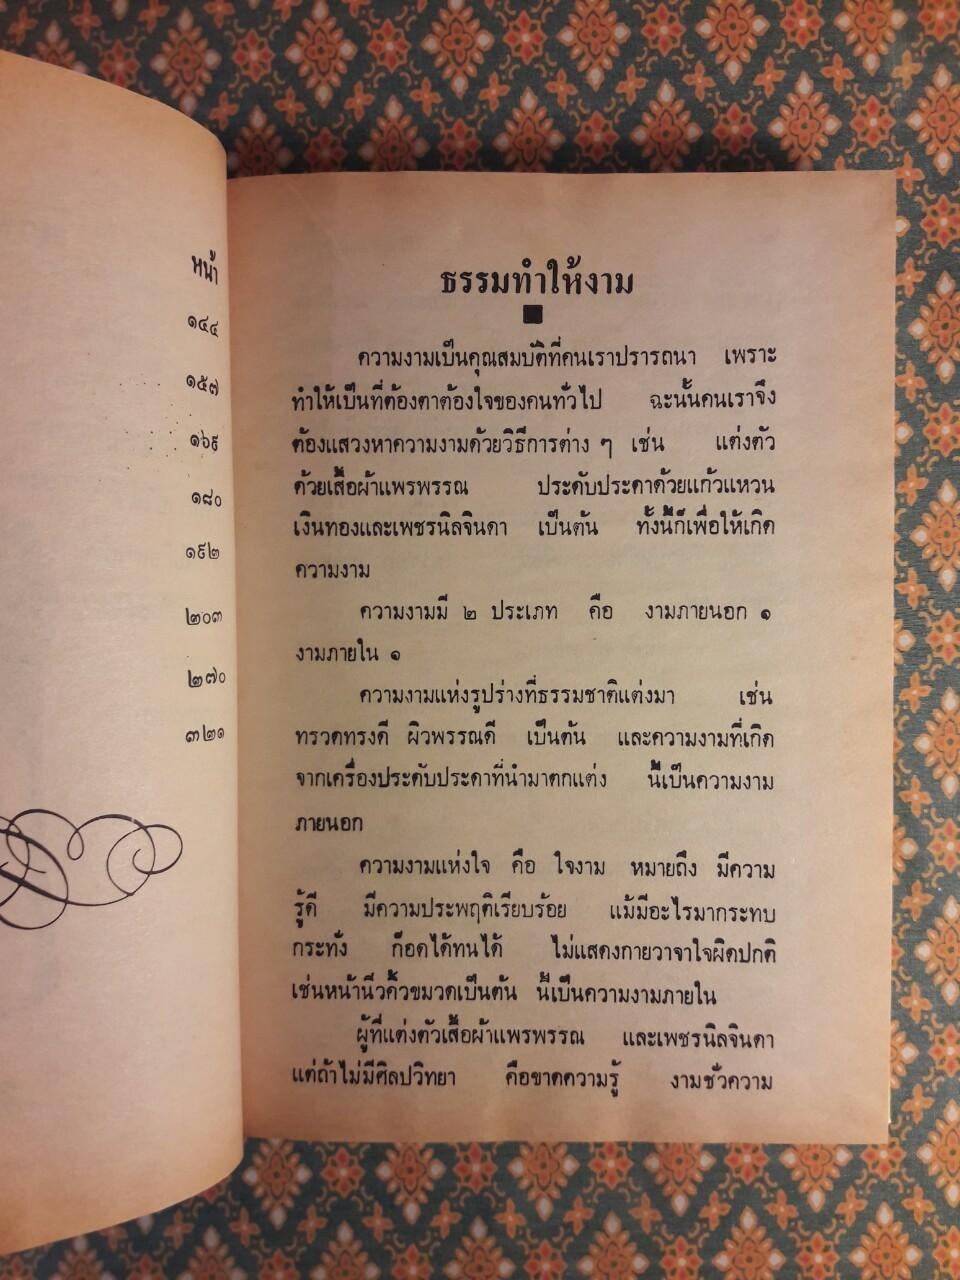 หน้า
๑๔๔
๑๕๗
๑๖๙
๑๘๐
๑๙๒
๒๐๓
๒๗๐
๓๒๑
ธรรมทำให้งาม
ความงามเป็นคุณสมบัติที่คนเราปรารถนา เพราะ
ทำให้เป็นที่ต้องตาต้องใจของคนทั่วไป ฉะนั้นคนเราจึง
ต้องแสวงหาความงามด้วยวิธีการต่าง ๆ เช่น แต่งตัว
ด้วยเสื้อผ้าแพรพรรณ ประดับประดาด้วยแก้วแหวน
เงินทองและเพชรนิลจินดา เป็นต้น ทั้งนี้ก็เพื่อให้เกิด
ความงาม
ความงามมี ๒ ประเภท คือ งามภายนอก ๑
งามภายใน ๑
ความงามแห่งรูปร่างที่ธรรมชาติแต่งมา เช่น
ทรวดทรงดี ผิวพรรณดี เป็นต้น และความงามที่เกิด
จากเครื่องประดับประดาที่นำมาตกแต่ง นี้เป็นความงาม
ภายนอก
ความงามแห่งใจ คือ ใจงาม หมายถึง มีความ
รู้ดี มีความประพฤติเรียบร้อย แม้มีอะไรมากระทบ
กระทั่ง ก็อดได้ทนได้ ไม่แสดงกายวาจาใจผิดปกติ
เช่นหน้านิ่วคิ้วขมวดเป็นต้น นี้เป็นความงามภายใน
ผู้ที่แต่งตัวเสื้อผ้าแพรพรรณ และเพชรนิลจินดา
แต่ถ้าไม่มีศิลปวิทยา คือขาดความรู้ งามชั่วความ